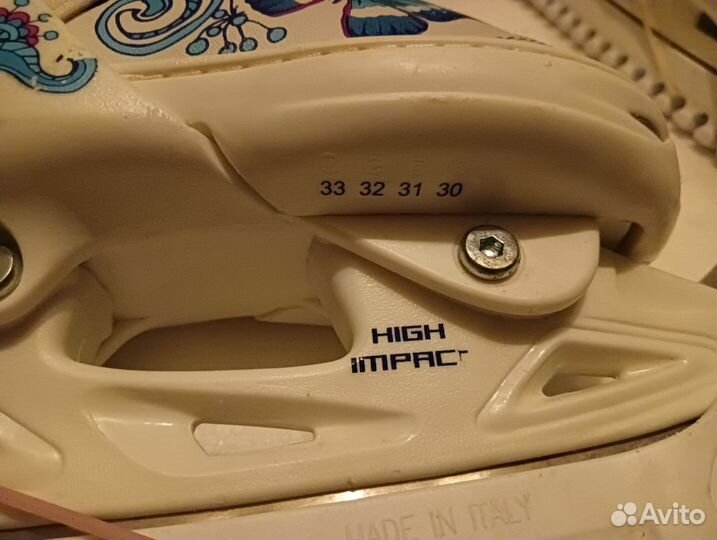 33 32 31 30
HIGH
IMPACT
MADE IN ITALY
Avito